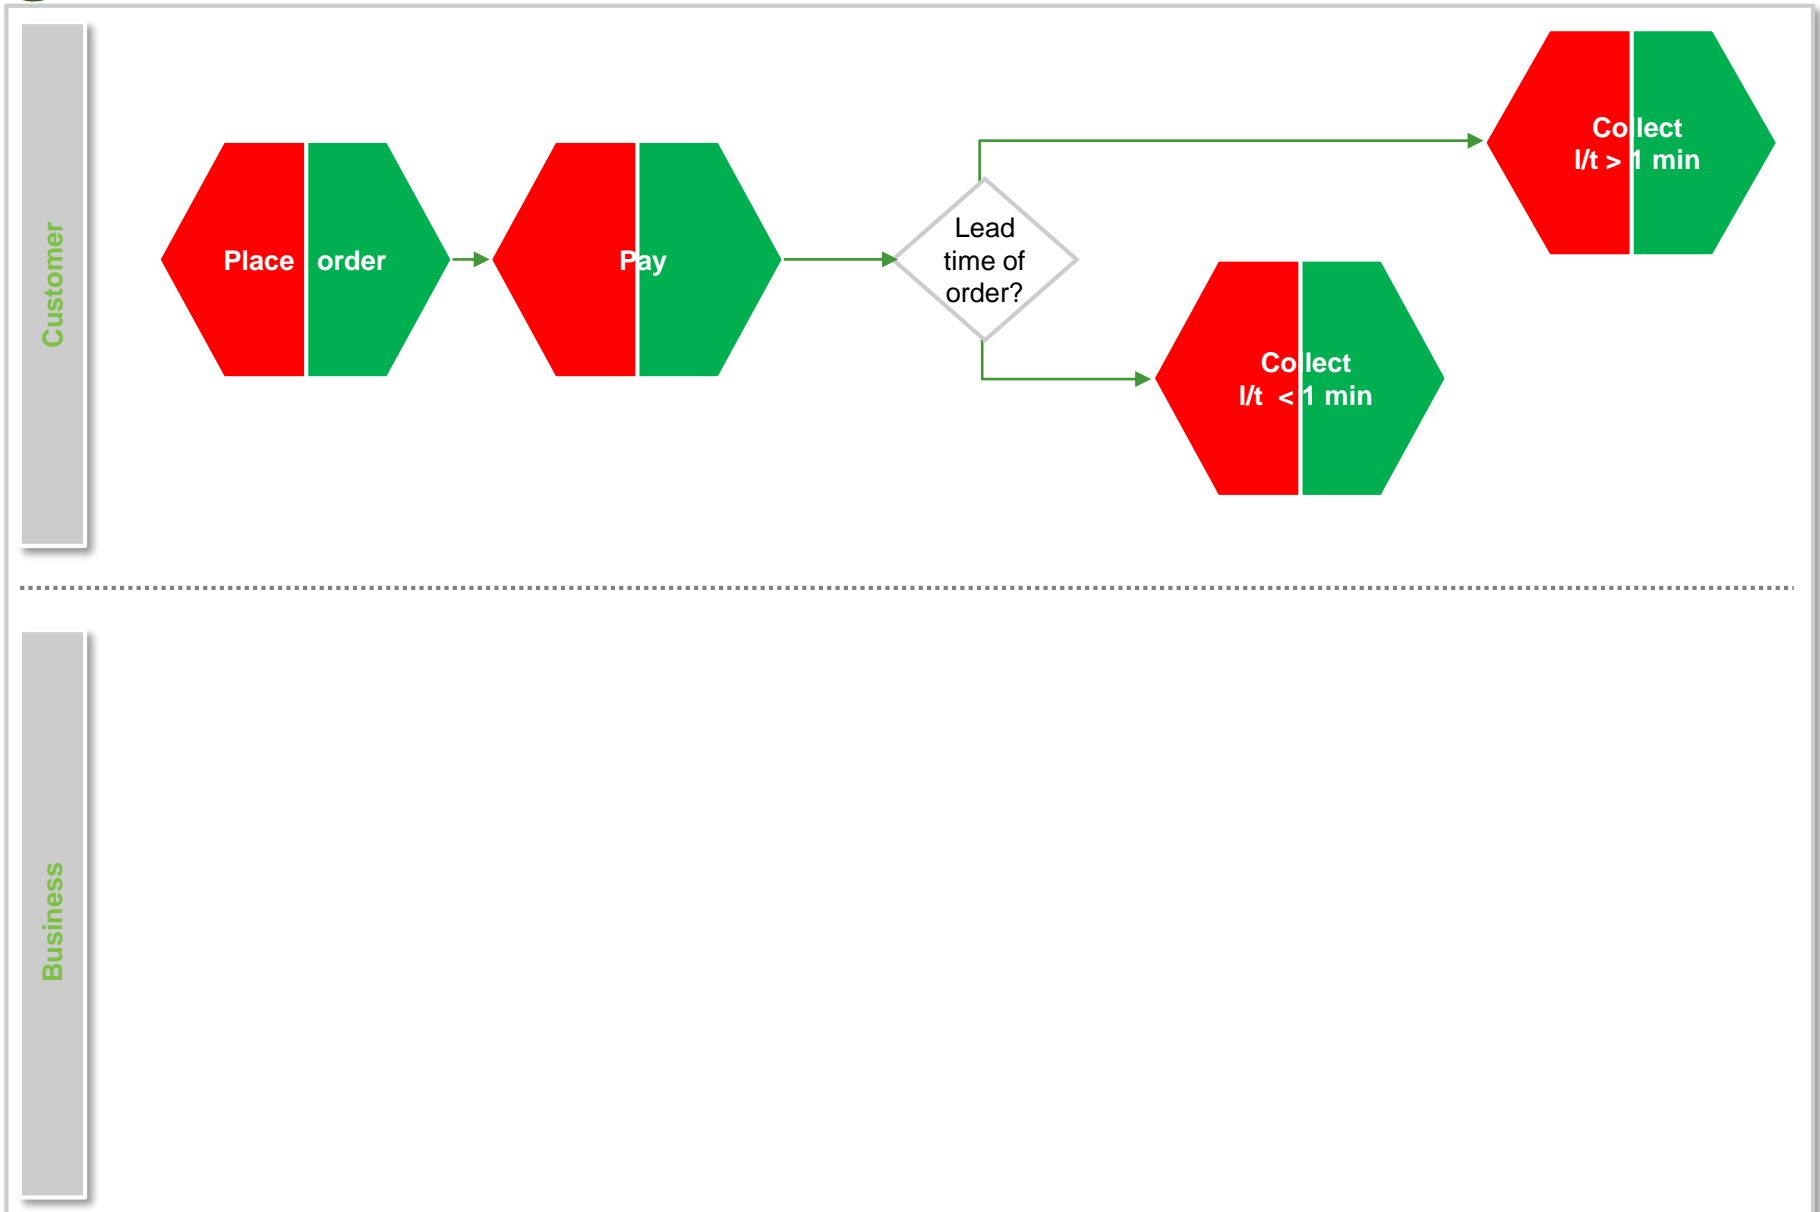 Customer
Place order
Pay
Lead
time of
order?
Collect
l/t > 1 min
Collect
l/t  < 1 min
Business